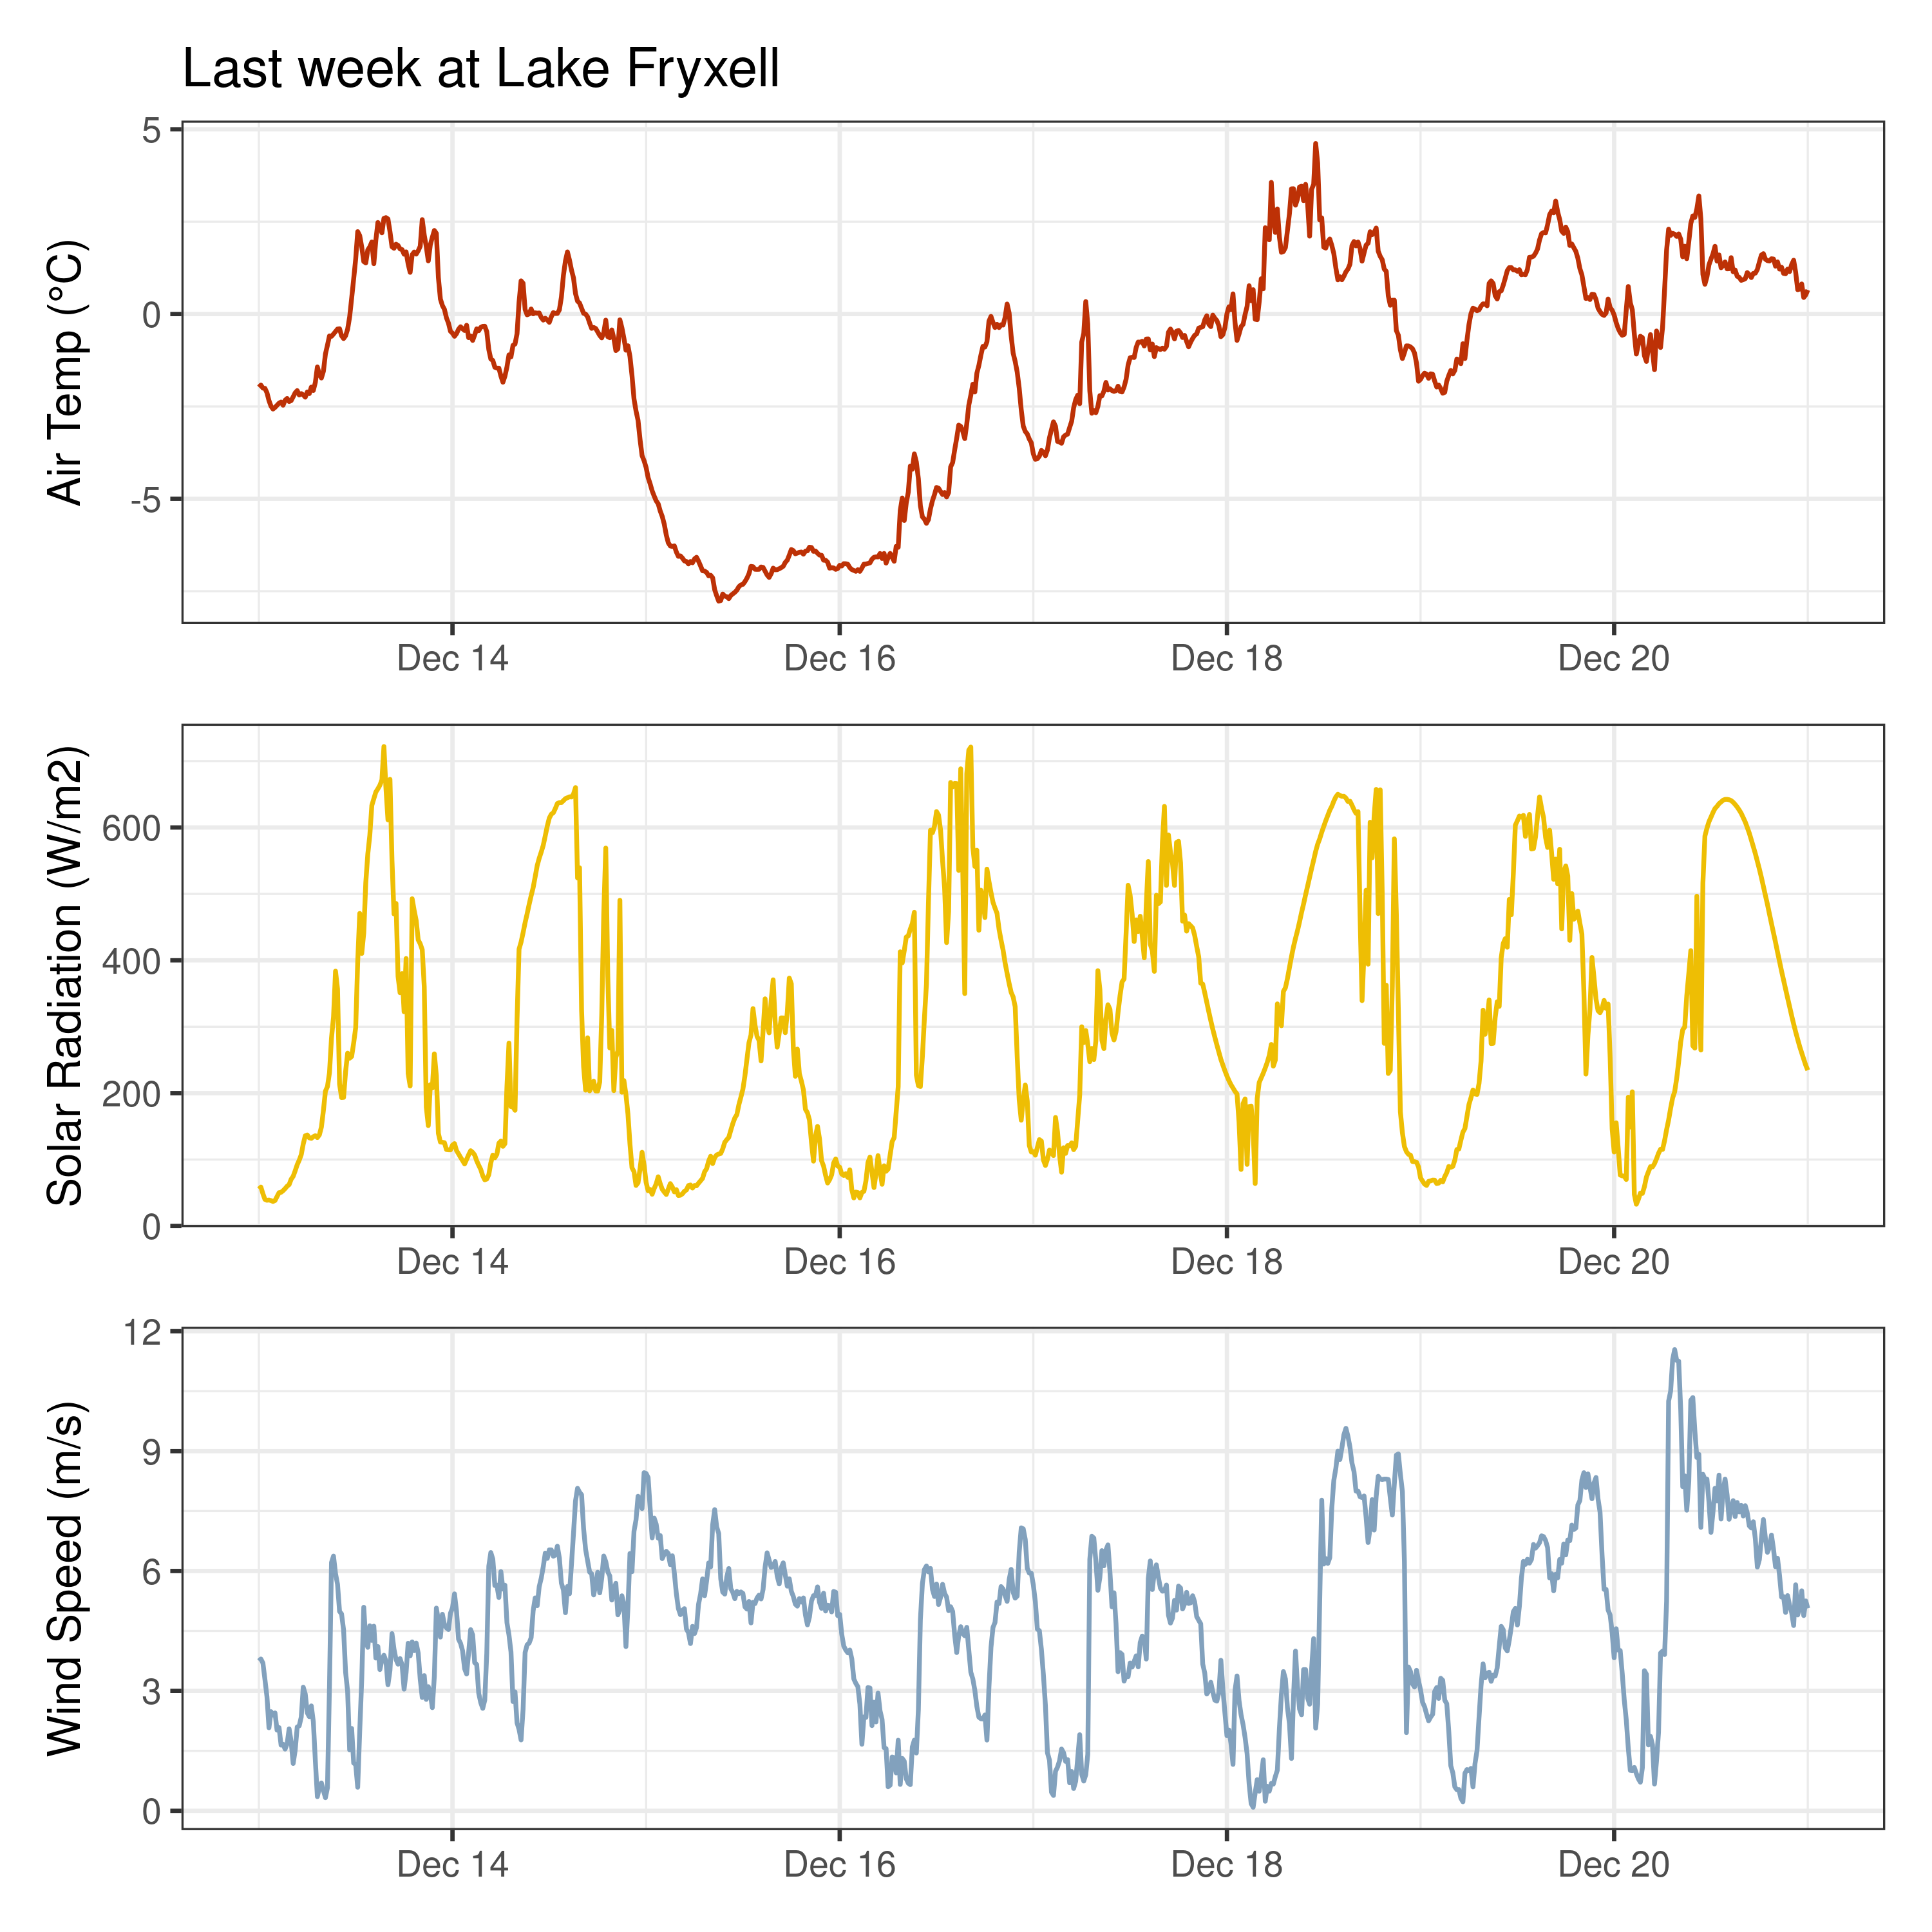 Last week at Lake Fryxell
Air Temp (°C)
5
0
-5
Dec 14
Dec 16
Dec 18
Dec 20
Solar Radiation (W/m2)
600
400
200
0
Dec 14
Dec 16
Dec 18
Dec 20
Wind Speed (m/s)
12
9
6
3
0
Dec 14
Dec 16
Dec 18
Dec 20